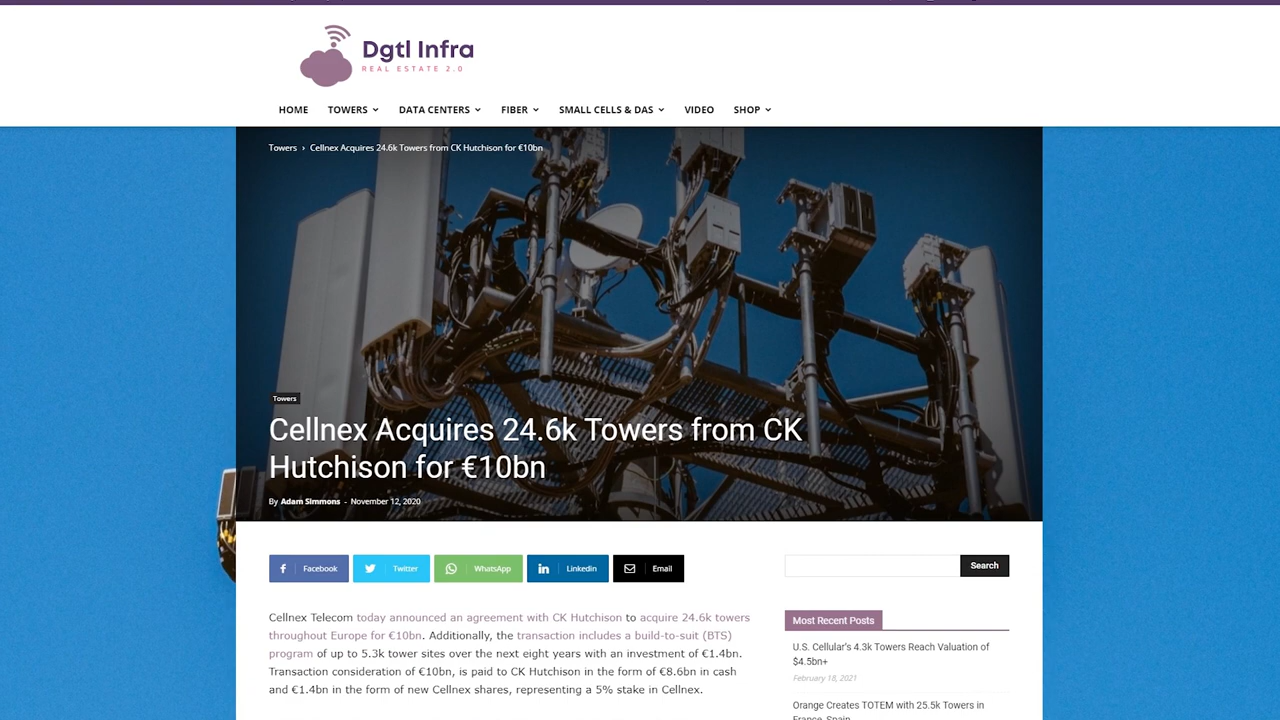 Dgtl Infra
REAL ESTATE 2.0
HOME TOWERS DATA CENTERS FIBER SMALL CELLS & DAS VIDEO SHOP
Towers › Cellnex Acquires 24.6k Towers from CK Hutchison for €10bn
Towers
Cellnex Acquires 24.6k Towers from CK
Hutchison for €10bn
By Adam Simmons - November 12, 2020
Facebook Twitter WhatsApp Linkedin Email
Search
Cellnex Telecom today announced an agreement with CK Hutchison to acquire 24.6k towers
throughout Europe for €10bn. Additionally, the transaction includes a build-to-suit (BTS)
program of up to 5.3k tower sites over the next eight years with an investment of €1.4bn.
Transaction consideration of €10bn, is paid to CK Hutchison in the form of €8.6bn in cash
and €1.4bn in the form of new Cellnex shares, representing a 5% stake in Cellnex.
Most Recent Posts
U.S. Cellular's 4.3k Towers Reach Valuation of
$4.5bn+
February 18, 2021
Orange Creates TOTEM with 25.5k Towers in
France, Spain